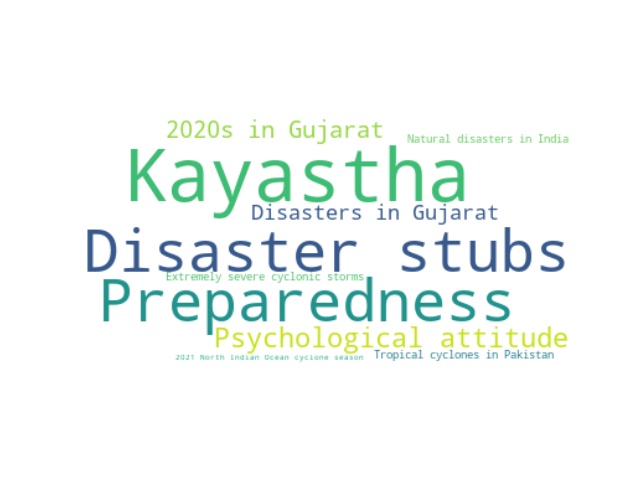 2020s in Gujarat
Natural disasters in India
Kayastha
Disasters in Gujarat
Disaster stubs
Extremely severe cyclonic storms
Preparedness
Psychological attitude
Tropical cyclones in Pakistan
2021 North Indian Ocean cyclone season